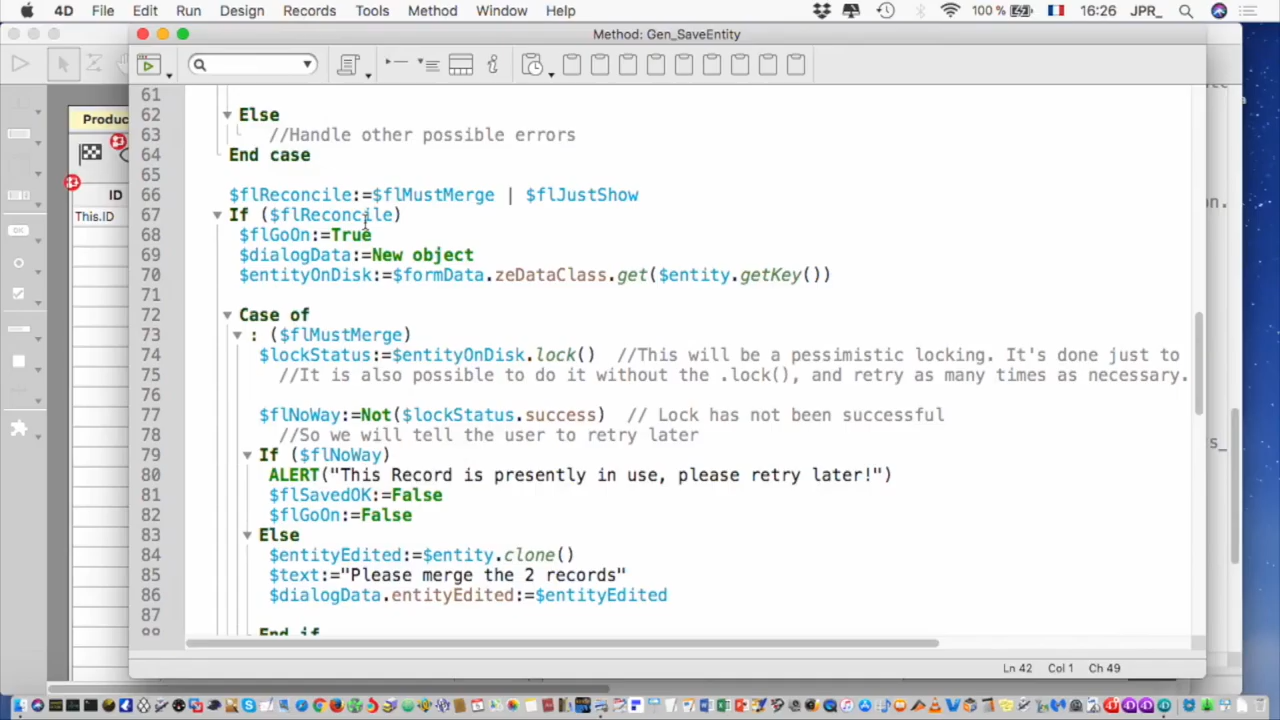 4D File Edit Run Design Records Tools Method Window Help 100 % 16:26 JPR_
Method: Gen_SaveEntity
Produc
ID
This.ID
OK
61
62 Else
63 //Handle other possible errors
64 End case
65
66 $flReconcile:=$flMustMerge | $flJustShow
67 If ($flReconcile)
68 $flGoOn:=True
69 $dialogData:=New object
70 $entityOnDisk:=$formData.zeDataClass.get($entity.getKey())
71
72 Case of
73 : ($flMustMerge)
74 $lockStatus:=$entityOnDisk.lock() //This will be a pessimistic locking. It's done just to
75 //It is also possible to do it without the .lock(), and retry as many times as necessary.
76
77 $flNoWay:=Not($lockStatus.success) // Lock has not been successful
78 //So we will tell the user to retry later
79 If ($flNoWay)
80 ALERT("This Record is presently in use, please retry later!")
81 $flSavedOK:=False
82 $flGoOn:=False
83 Else
84 $entityEdited:=$entity.clone()
85 $text:="Please merge the 2 records"
86 $dialogData.entityEdited:=$entityEdited
87
88 End if
Ln 42 Col 1 Ch 49